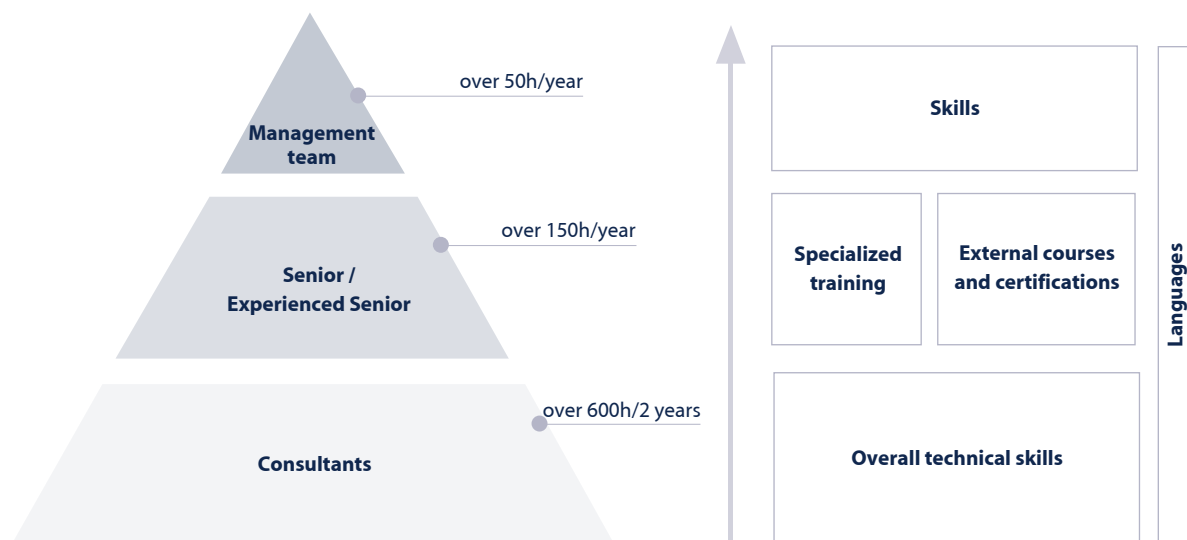 over 50h/year
Management
team
over 150h/year
Senior /
Experienced Senior
over 600h/2 years
Consultants
Skills
Specialized
training
External courses
and certifications
Overall technical skills
Languages